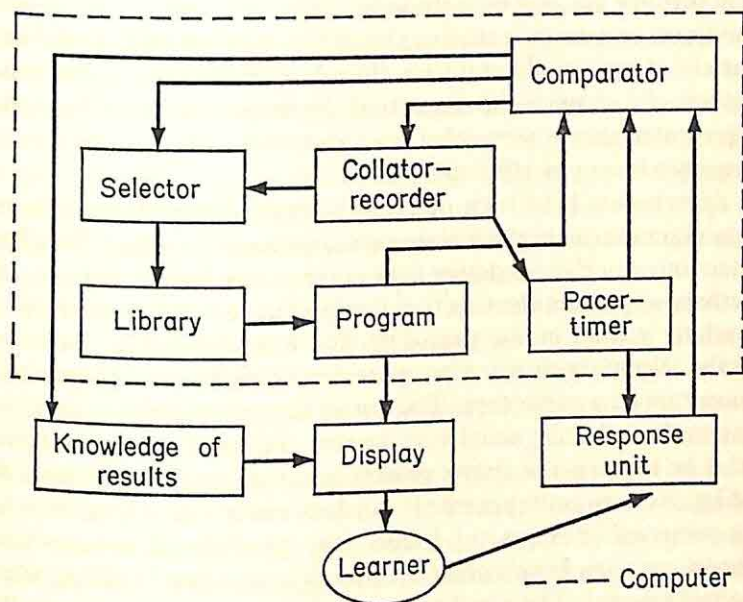 Comparator
Selector
Collator
recorder
Library
Program
Pacer-
timer
Knowledge of
results
Display
Response
unit
Learner
Computer